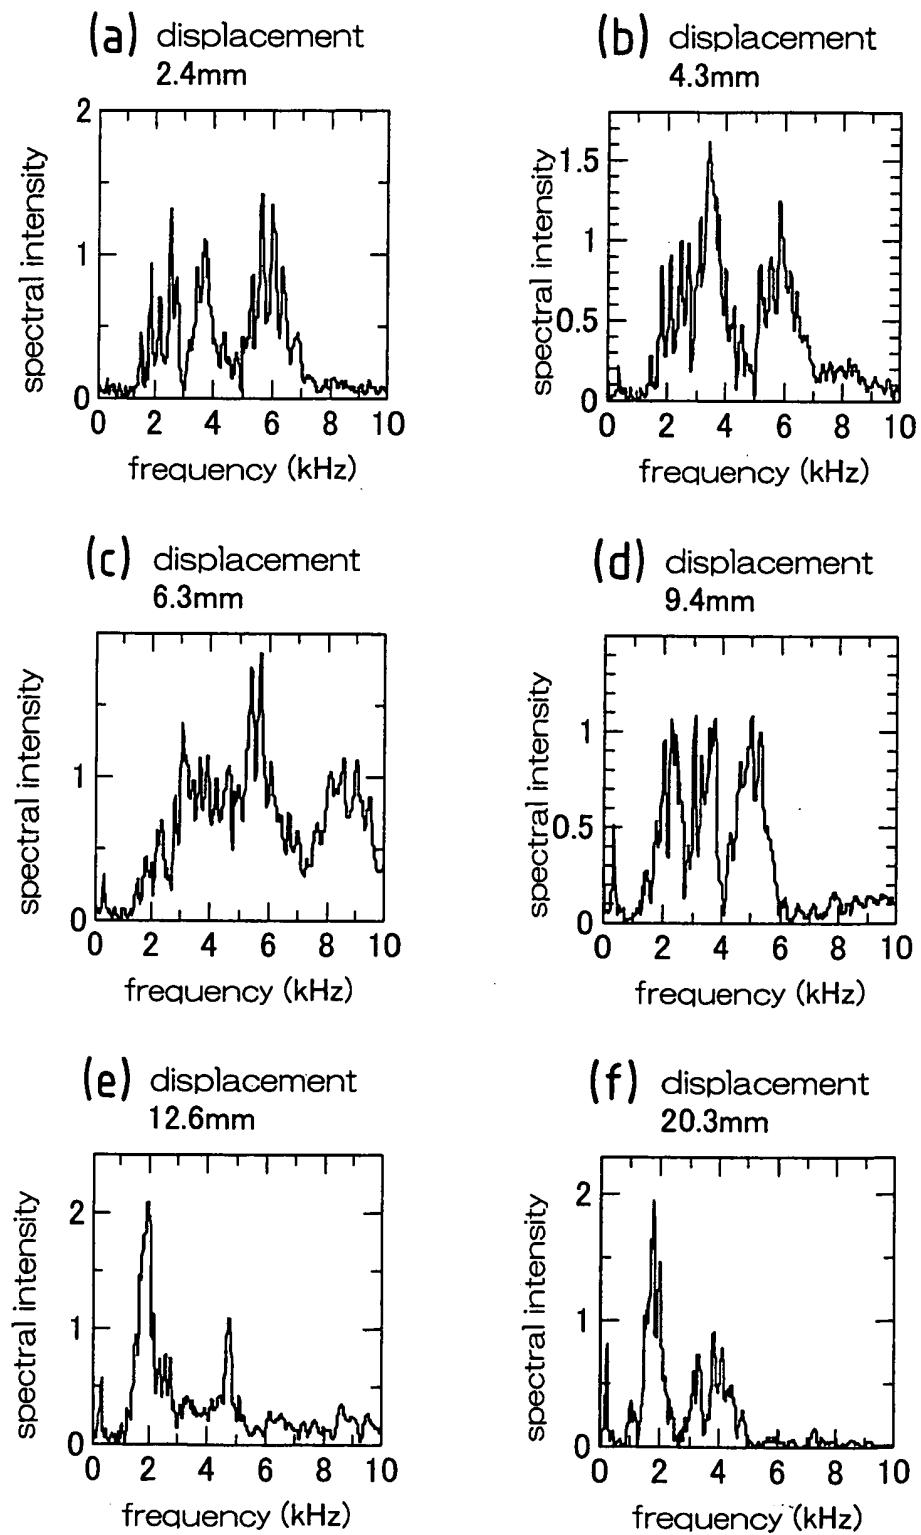 (a) displacement
2.4mm
2
1
0
spectral intensity
0 2 4 6 8 10
frequency (kHz)
(b) displacement
4.3mm
1.5
1
0.5
0
spectral intensity
0 2 4 6 8 10
frequency (kHz)
(c) displacement
6.3mm
1
0
spectral intensity
0 2 4 6 8 10
frequency (kHz)
(d) displacement
9.4mm
1
0.5
0
spectral intensity
0 2 4 6 8 10
frequency (kHz)
(e) displacement
12.6mm
2
1
0
spectral intensity
0 2 4 6 8 10
frequency (kHz)
(f) displacement
20.3mm
2
1
0
spectral intensity
0 2 4 6 8 10
frequency (kHz)